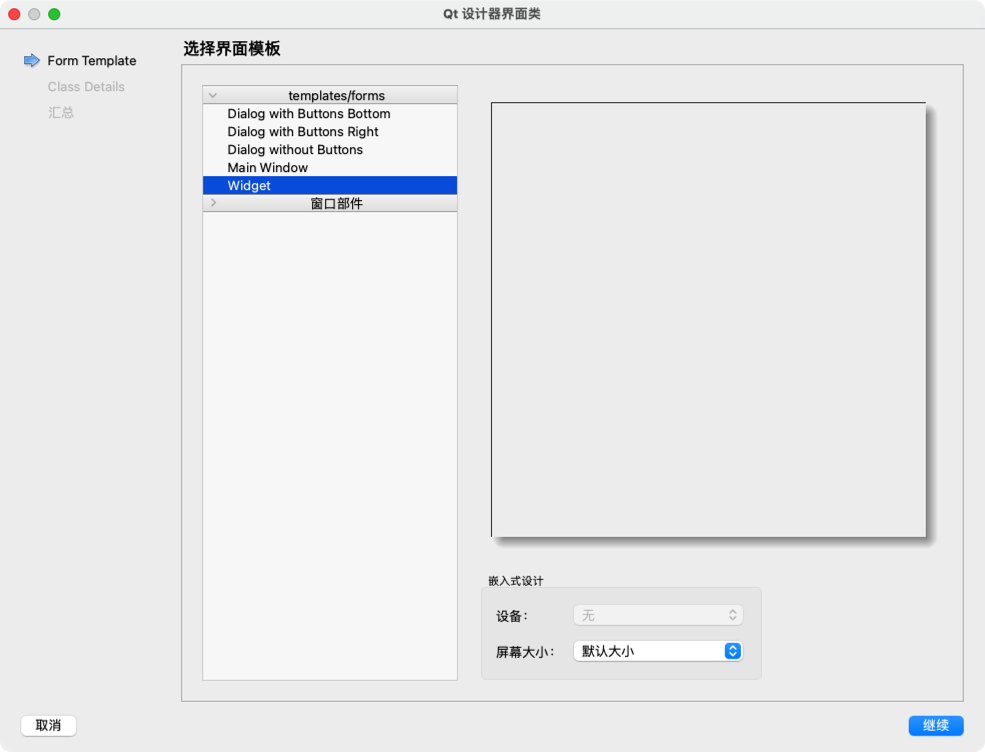 Qt 设计器界面类
Form Template
Class Details
汇总
选择界面模板
templates/forms
Dialog with Buttons Bottom
Dialog with Buttons Right
Dialog without Buttons
Main Window
Widget
窗口部件
嵌入式设计
设备： 无
屏幕大小： 默认大小
取消
继续